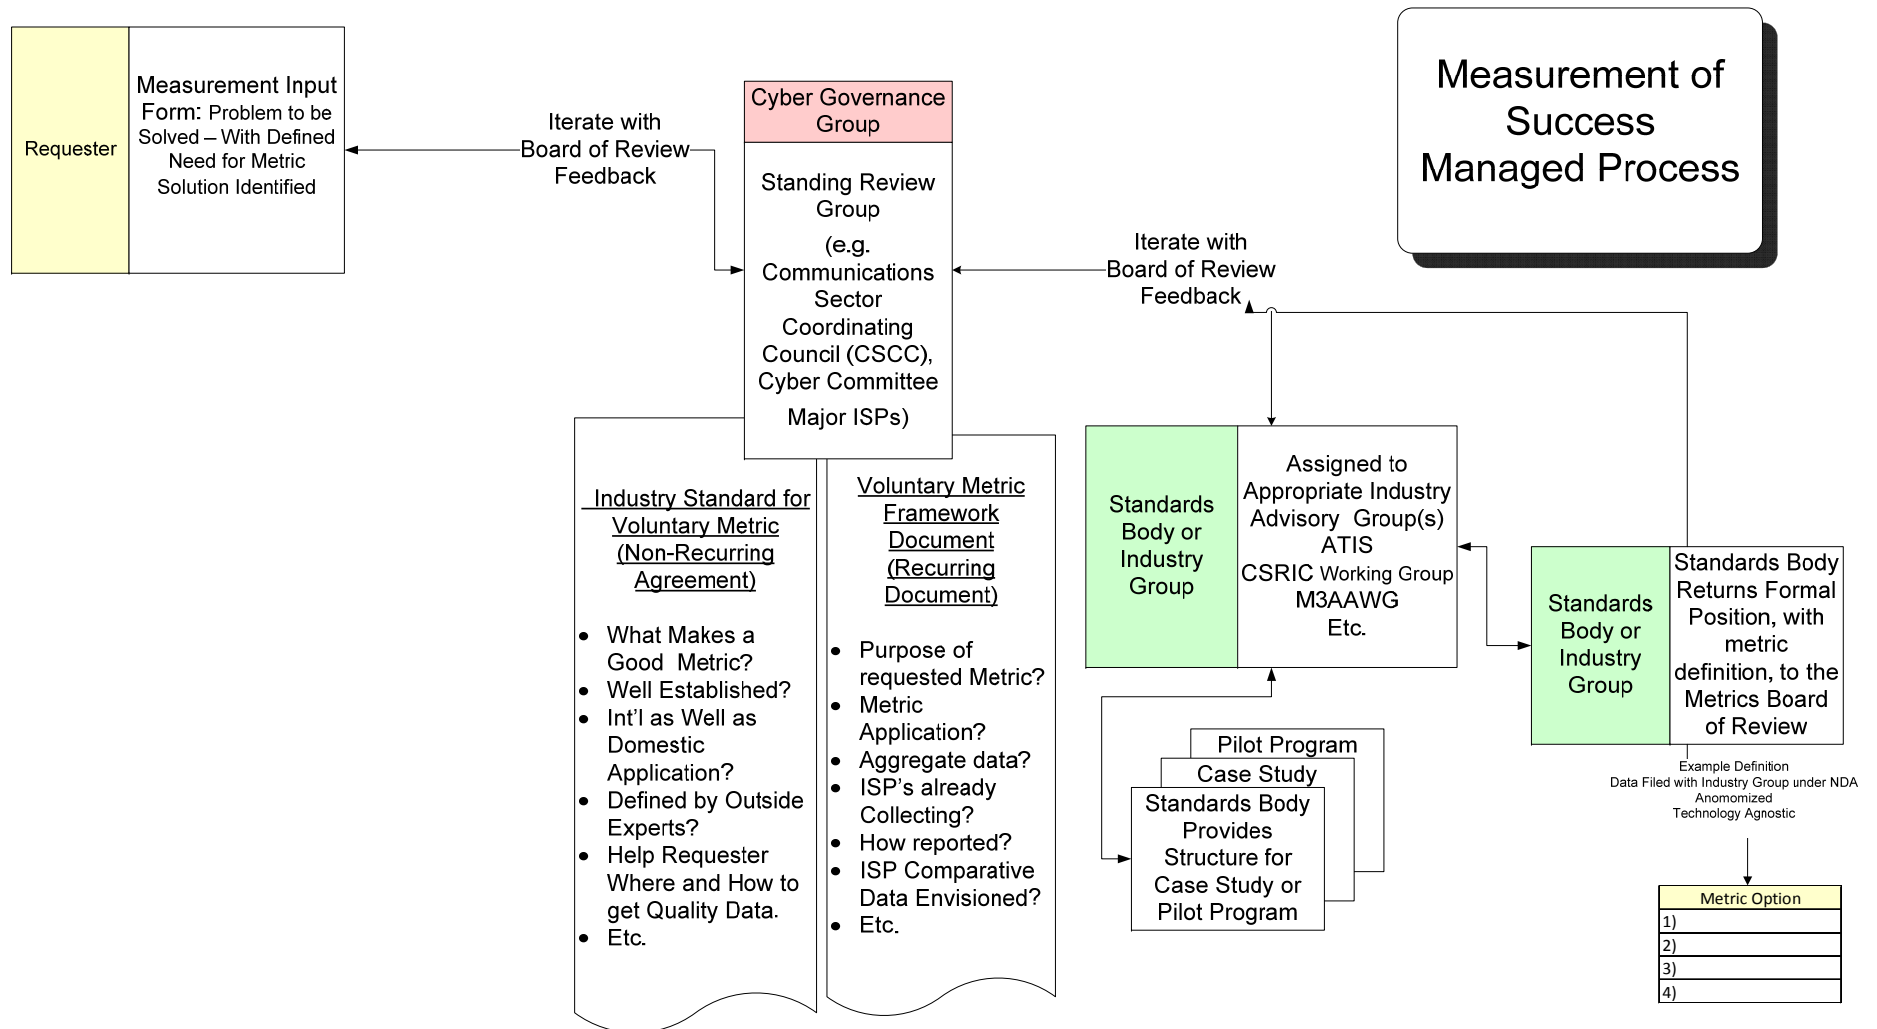 Requester
Measurement Input
Form: Problem to be
Solved – With Defined
Need for Metric
Solution Identified
Iterate with
Board of Review
Feedback
Cyber Governance
Group
Standing Review
Group
(e.g.
Communications
Sector
Coordinating
Council (CSCC),
Cyber Committee
Major ISPs)
Iterate with
Board of Review
Feedback
Measurement of
Success
Managed Process
Industry Standard for
Voluntary Metric
(Non-Recurring
Agreement)
• What Makes a
Good Metric?
• Well Established?
• Int'l as Well as
Domestic
Application?
• Defined by Outside
Experts?
• Help Requester
Where and How to
get Quality Data.
• Etc.
Voluntary Metric
Framework
Document
(Recurring
Document)
• Purpose of
requested Metric?
• Metric
Application?
• Aggregate data?
• ISP's already
Collecting?
• How reported?
• ISP Comparative
Data Envisioned?
• Etc.
Standards
Body or
Industry
Group
Assigned to
Appropriate Industry
Advisory Group(s)
ATIS
CSRIC Working Group
M3AAWG
Etc.
Pilot Program
Case Study
Standards Body
Provides
Structure for
Case Study or
Pilot Program
Standards
Body or
Industry
Group
Standards Body
Returns Formal
Position, with
metric
definition, to the
Metrics Board
of Review
Example Definition
Data Filed with Industry Group under NDA
Anomomized
Technology Agnostic
Metric Option
1)
2)
3)
4)